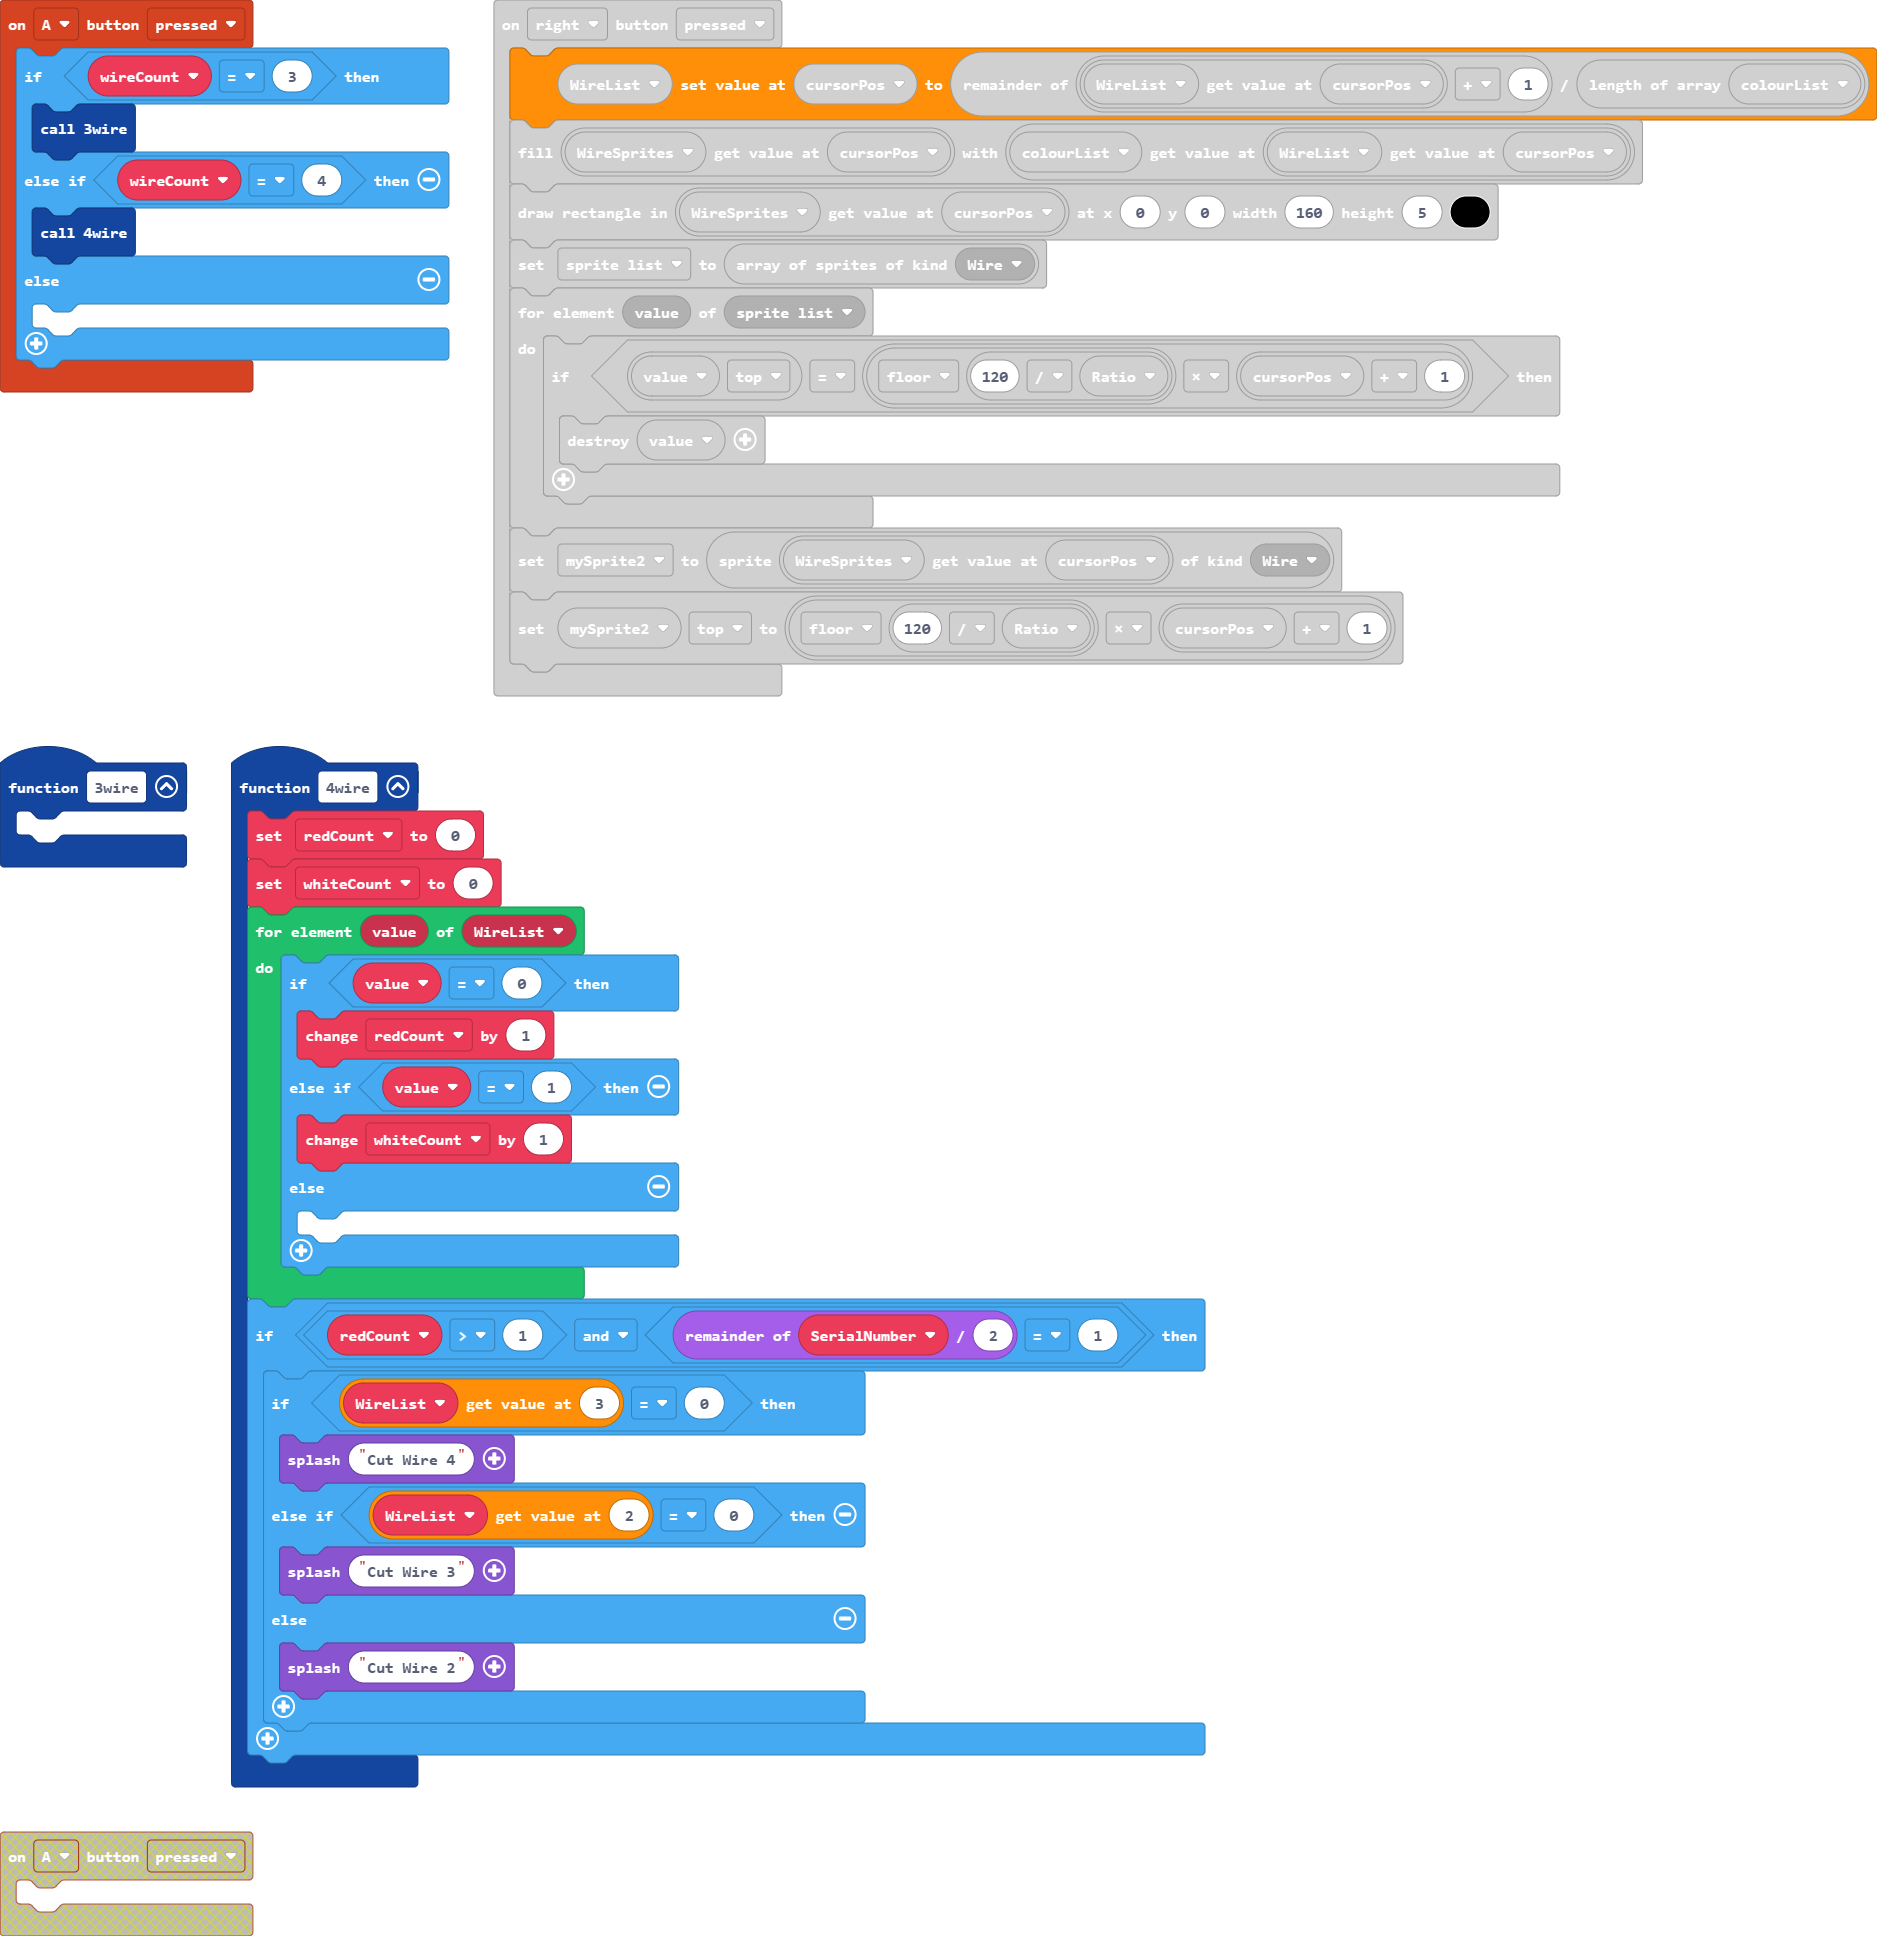 on A button pressed
if wireCount = 3 then
call 3wire
else if wireCount = 4 then
call 4wire
else
on right button pressed
WireList set value at cursorPos to remainder of WireList get value at cursorPos + 1 / length of array colourList
fill WireSprites get value at cursorPos with colourList get value at WireList get value at cursorPos
draw rectangle in WireSprites get value at cursorPos at x 0 y 0 width 160 height 5
set sprite list to array of sprites of kind Wire
for element value of sprite list
do
if value top = floor 120 / Ratio × cursorPos + 1 then
destroy value
set mySprite2 to sprite WireSprites get value at cursorPos of kind Wire
set mySprite2 top to floor 120 / Ratio × cursorPos + 1
function 3wire
function 4wire
set redCount to 0
set whiteCount to 0
for element value of WireList
do
if value = 0 then
change redCount by 1
else if value = 1 then
change whiteCount by 1
else
if redCount > 1 and remainder of SerialNumber / 2 = 1 then
if WireList get value at 3 = 0 then
splash "Cut Wire 4"
else if WireList get value at 2 = 0 then
splash "Cut Wire 3"
else
splash "Cut Wire 2"
on A button pressed